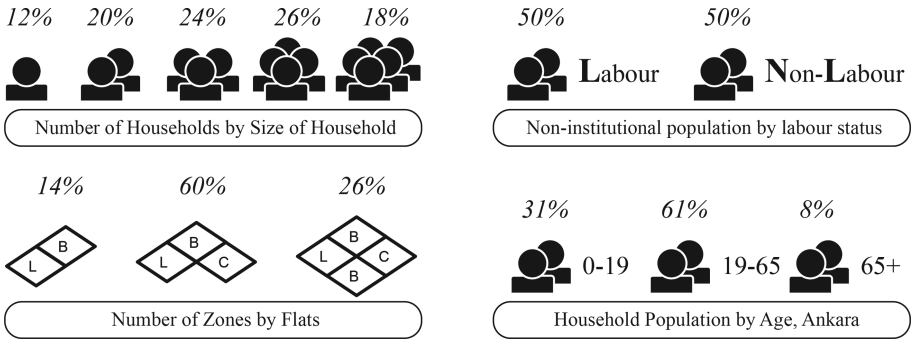 12% 20% 24% 26% 18%
Number of Households by Size of Household
50% 50%
Labour Non-Labour
Non-institutional population by labour status
14% 60% 26%
L B
L B C
L B C B
Number of Zones by Flats
31% 61% 8%
0-19 19-65 65+
Household Population by Age, Ankara